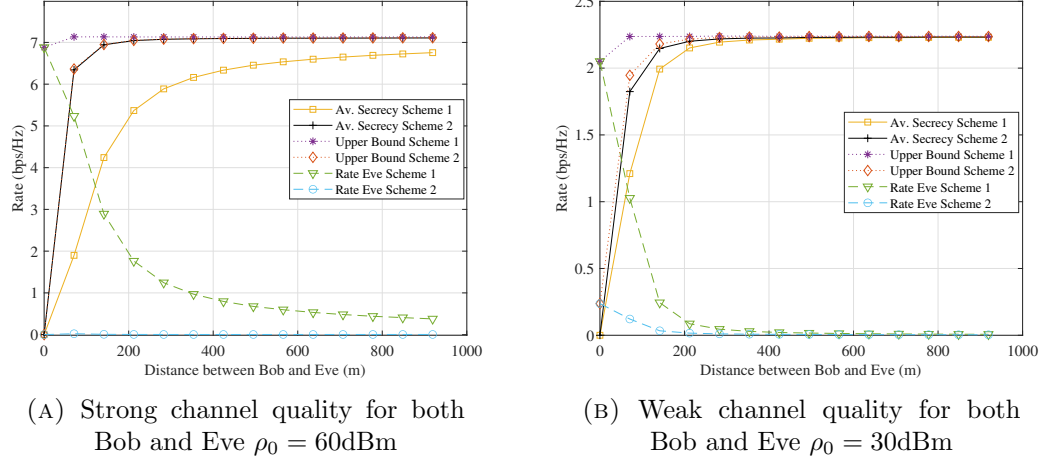 7
6
5
4
3
2
1
0
Rate (bps/Hz)
0 200 400 600 800 1000
Distance between Bob and Eve (m)
Av. Secrecy Scheme 1
Av. Secrecy Scheme 2
Upper Bound Scheme 1
Upper Bound Scheme 2
Rate Eve Scheme 1
Rate Eve Scheme 2
(A) Strong channel quality for both
Bob and Eve ρ₀ = 60dBm
2.5
2
1.5
1
0.5
0
Rate (bps/Hz)
0 200 400 600 800 1000
Distance between Bob and Eve (m)
Av. Secrecy Scheme 1
Av. Secrecy Scheme 2
Upper Bound Scheme 1
Upper Bound Scheme 2
Rate Eve Scheme 1
Rate Eve Scheme 2
(B) Weak channel quality for both
Bob and Eve ρ₀ = 30dBm